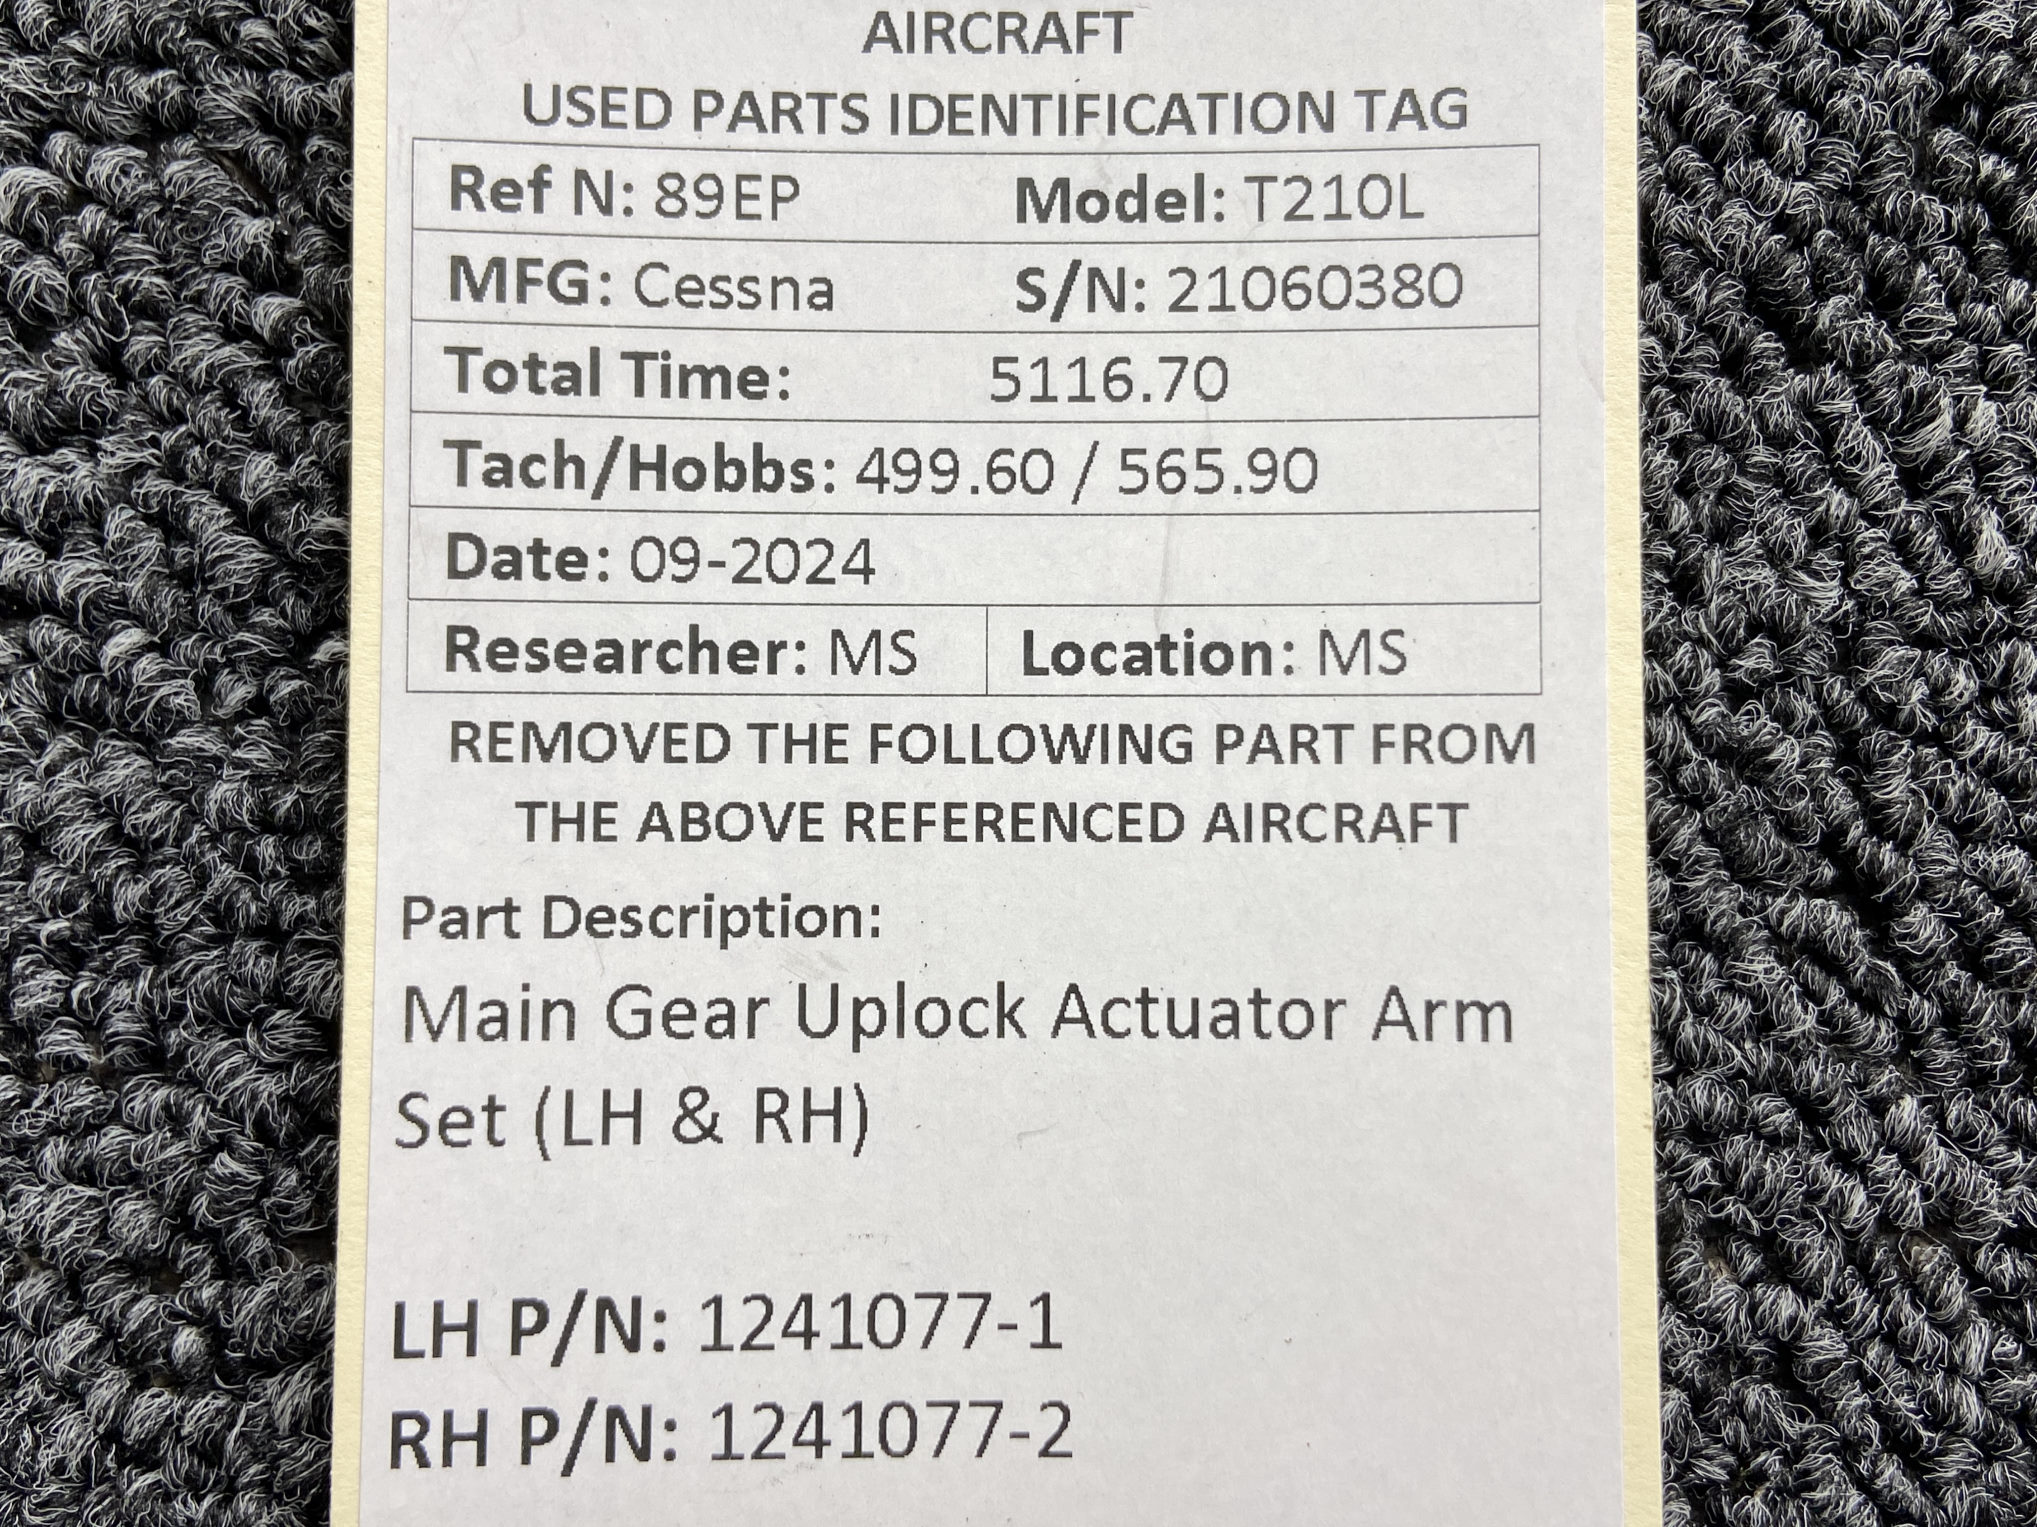 AIRCRAFT
USED PARTS IDENTIFICATION TAG
Ref N: 89EP Model: T210L
MFG: Cessna S/N: 21060380
Total Time: 5116.70
Tach/Hobbs: 499.60 / 565.90
Date: 09-2024
Researcher: MS Location: MS
REMOVED THE FOLLOWING PART FROM
THE ABOVE REFERENCED AIRCRAFT
Part Description:
Main Gear Uplock Actuator Arm
Set (LH & RH)
LH P/N: 1241077-1
RH P/N: 1241077-2